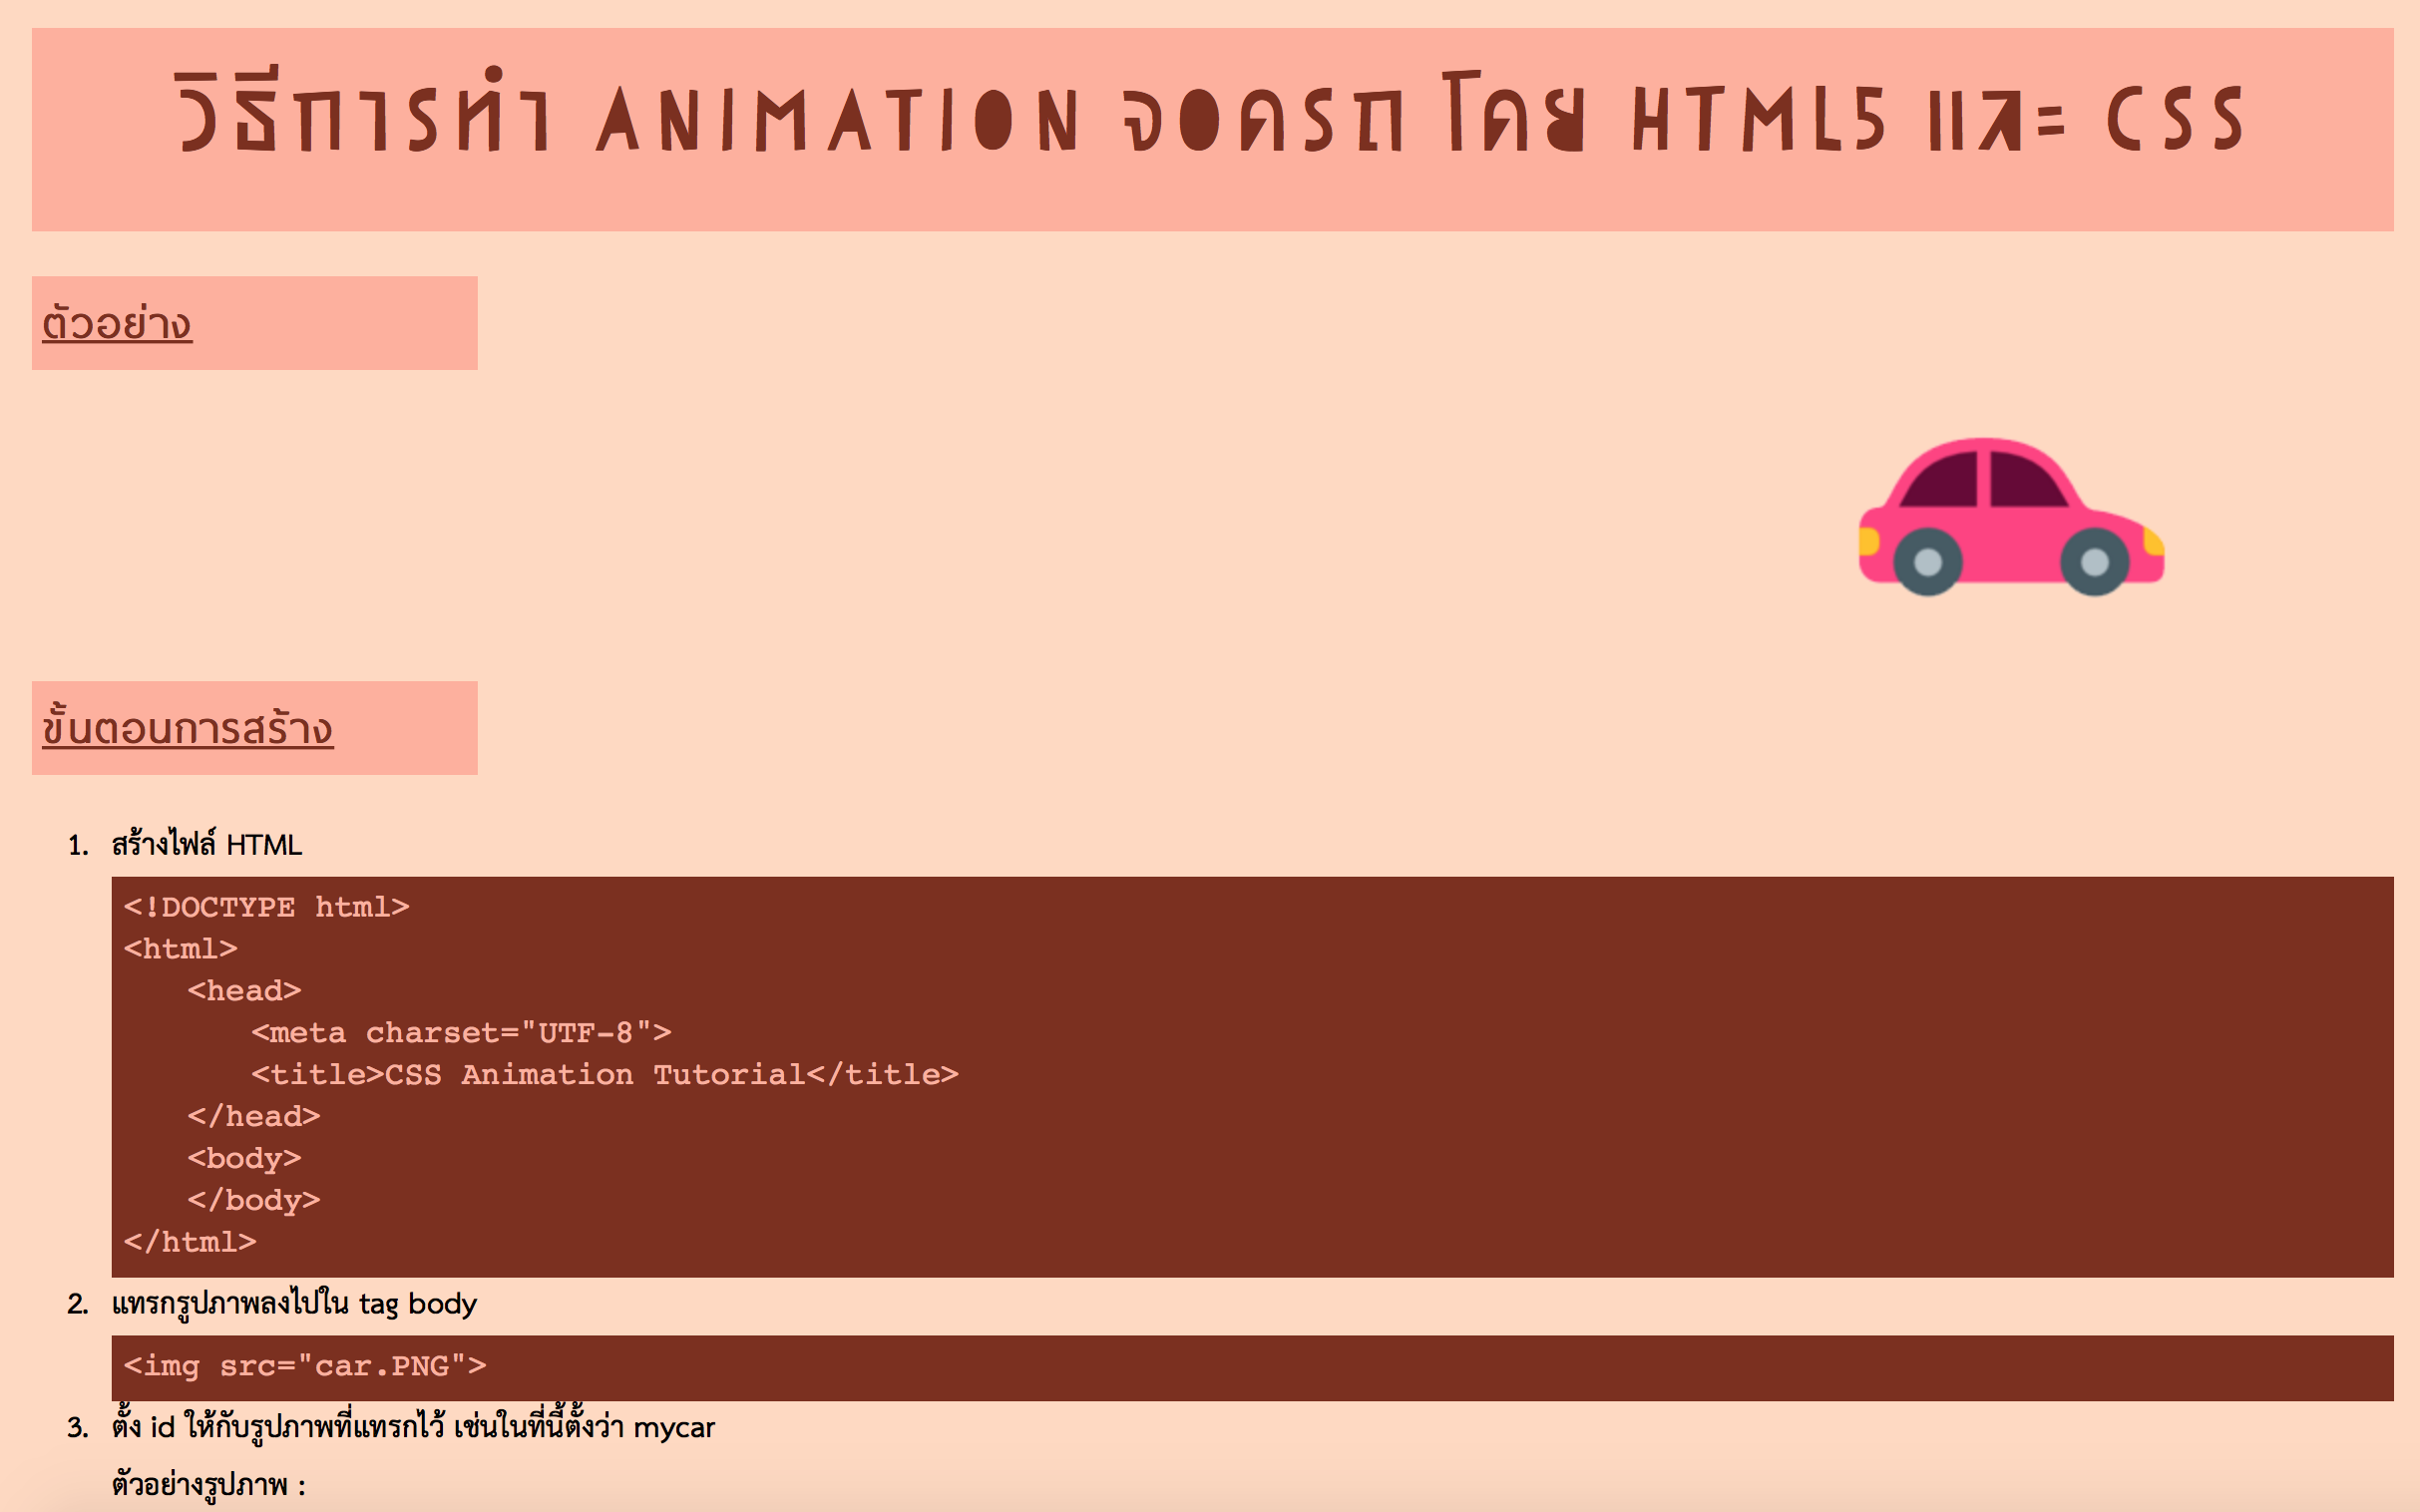 วิธีการทำ ANIMATION จอดรถ โดย HTML5 และ CSS
ตัวอย่าง
ขั้นตอนการสร้าง
1. สร้างไฟล์ HTML
<!DOCTYPE html>
<html>
<head>
<meta charset="UTF-8">
<title>CSS Animation Tutorial</title>
</head>
<body>
</body>
</html>
2. แทรกรูปภาพลงไปใน tag body
<img src="car.PNG">
3. ตั้ง id ให้กับรูปภาพที่แทรกไว้ เช่นในที่นี้ตั้งว่า mycar
ตัวอย่างรูปภาพ :